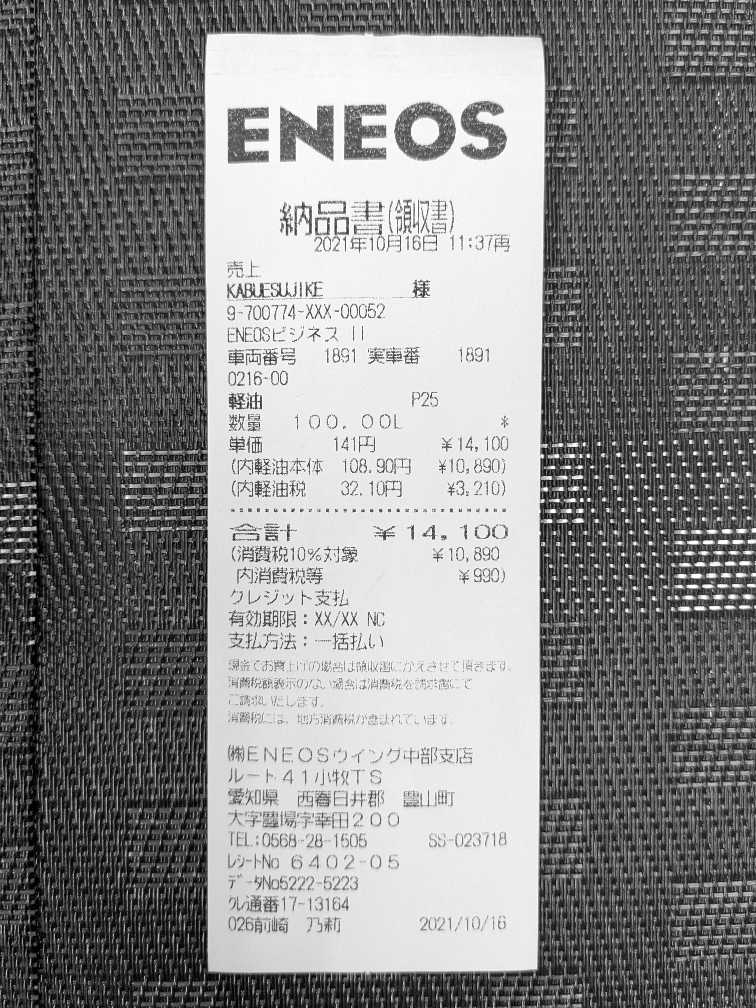 ENEOS
納品書(領収書)
2021年10月16日 11:37再
売上
KABUESUJIKE 様
9-700774-XXX-00052
ENEOSビジネス II
車両番号 1891 実車番 1891
0216-00
軽油 P25
数量 100.00L *
単価 141円 ¥14,100
(内軽油本体 108.90円 ¥10,890)
(内軽油税 32.10円 ¥3,210)
合計 ¥14,100
(消費税10%対象 ¥10,890
内消費税等 ¥990)
クレジット支払
有効期限:XX/XX NC
支払方法:一括払い
現金でお買上げの場合は領収書にかえさせて頂きます。
消費税額表示のない場合は消費税を請求書にて
ご請求いたします。
消費税には、地方消費税が含まれています。
㈱ENEOSウイング中部支店
ルート41小牧TS
愛知県 西春日井郡 豊山町
大字豊場字幸田200
TEL:0568-28-1505 SS-023718
レシートNo 6402-05
データNo5222-5223
クレ通番17-13164
026前崎 乃莉 2021/10/16